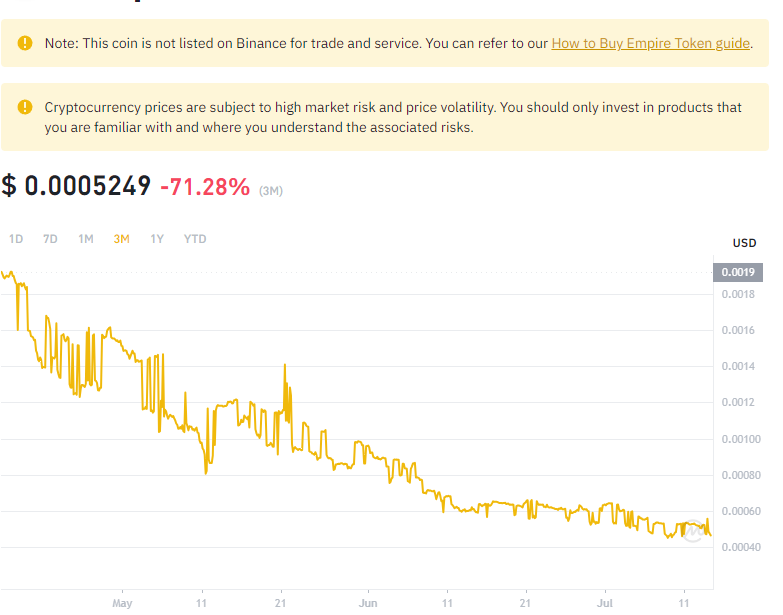 Note: This coin is not listed on Binance for trade and service. You can refer to our How to Buy Empire Token guide.
Cryptocurrency prices are subject to high market risk and price volatility. You should only invest in products that
you are familiar with and where you understand the associated risks.
$ 0.0005249 -71.28% (3M)
1D 7D 1M 3M 1Y YTD
USD
0.0019
0.0018
0.0016
0.0014
0.0012
0.00100
0.00080
0.00060
0.00040
May 11 21 Jun 11 21 Jul 11